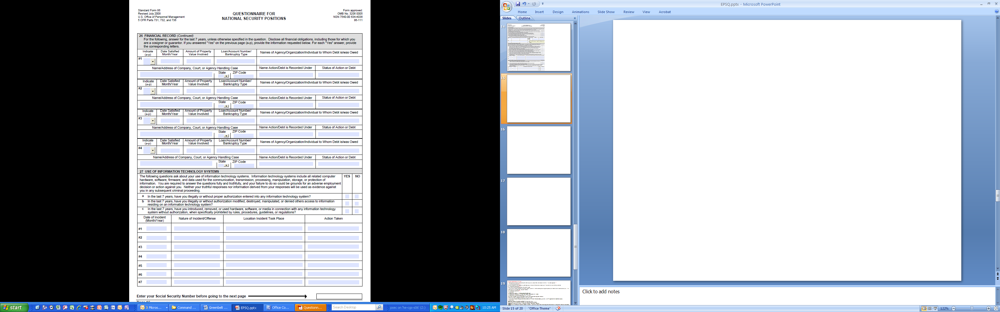 Standard Form 86
Revised July 2008
U.S. Office of Personnel Management
5 CFR Parts 731, 732, and 736
QUESTIONNAIRE FOR
NATIONAL SECURITY POSITIONS
Form approved:
OMB No. 3206 0005
NSN 7540-00 634-4036
86-111
26 FINANCIAL RECORD (Continued)
For the following, answer for the last 7 years, unless otherwise specified in the question. Disclose all financial obligations, including those for which you
are a cosigner or guarantor. If you answered "Yes" on the previous page (a-p), provide the information requested below. For each "Yes" answer, provide
the corresponding letters.
Indicate (a-p) Date Satisfied Month/Year Amount of Property Value Involved Loan/Account Number/ Bankruptcy Type Names of Agency/Organization/Individual to Whom Debt is/was Owed
#1
Name/Address of Company, Court, or Agency Handling Case Name Action/Debt is Recorded Under Status of Action or Debt
State ZIP Code
Indicate (a-p) Date Satisfied Month/Year Amount of Property Value Involved Loan/Account Number/ Bankruptcy Type Names of Agency/Organization/Individual to Whom Debt is/was Owed
#2
Name/Address of Company, Court, or Agency Handling Case Name Action/Debt is Recorded Under Status of Action or Debt
State ZIP Code
Indicate (a-p) Date Satisfied Month/Year Amount of Property Value Involved Loan/Account Number/ Bankruptcy Type Names of Agency/Organization/Individual to Whom Debt is/was Owed
#3
Name/Address of Company, Court, or Agency Handling Case Name Action/Debt is Recorded Under Status of Action or Debt
State ZIP Code
Indicate (a-p) Date Satisfied Month/Year Amount of Property Value Involved Loan/Account Number/ Bankruptcy Type Names of Agency/Organization/Individual to Whom Debt is/was Owed
#4
Name/Address of Company, Court, or Agency Handling Case Name Action/Debt is Recorded Under Status of Action or Debt
State ZIP Code
27 USE OF INFORMATION TECHNOLOGY SYSTEMS
The following questions ask about your use of information technology systems. Information technology systems include all related computer
hardware, software, firmware, and data used for the communication, transmission, processing, manipulation, storage, or protection of
information. You are required to answer the questions fully and truthfully, and your failure to do so could be grounds for an adverse employment
decision or action against you. Neither your truthful responses nor information derived from your responses will be used as evidence against
you in any subsequent criminal proceeding.
YES NO
a In the last 7 years, have you illegally or without proper authorization entered into any information technology system?
b In the last 7 years, have you illegally or without authorization modified, destroyed, manipulated, or denied others access to information
residing on an information technology system?
c In the last 7 years, have you introduced, removed, or used hardware, software, or media in connection with any information technology
system without authorization, when specifically prohibited by rules, procedures, guidelines, or regulations?
Date of Incident (Month/Year) Nature of Incident/Offense Location Incident Took Place Action Taken
#1
#2
#3
#4
#5
#6
#7
Enter your Social Security Number before going to the next page
start
3 Micros...
Command ...
Greenbelt ...
EPSQ.pptx
Office Co...
Questionn...
Search Desktop
psec on 'he-cgs-s06' (Z:)
10:25 AM
EPSQ.pptx - Microsoft PowerPoint
Home Insert Design Animations Slide Show Review View Acrobat
Slides Outline
14
15
16
17
18
19
Click to add notes
Slide 15 of 20 "Office Theme" 122%